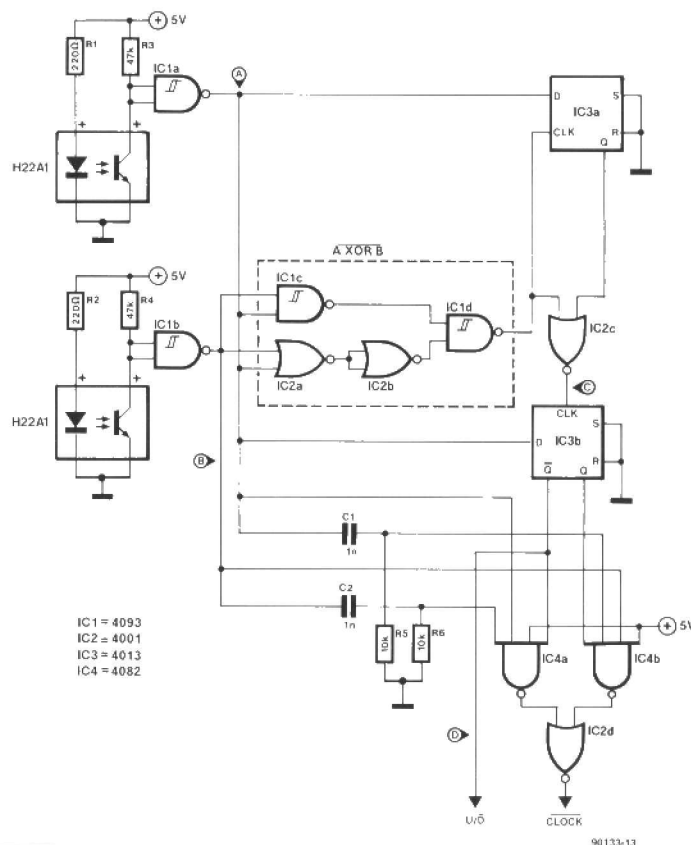 5V
R1
220Ω
R3
47k
IC1a
A
H22A1
D
S
IC3a
CLK
R
Q
A XOR B
5V
R2
220Ω
R4
47k
IC1b
IC1c
IC1d
IC2a
IC2b
IC2c
C
H22A1
CLK
D
S
IC3b
R
Q̅
Q
B
C1
1n
C2
1n
5V
IC1 = 4093
IC2 = 4001
IC3 = 4013
IC4 = 4082
10k
R5
10k
R6
IC4a
IC4b
IC2d
D
U/D̅
C̅L̅O̅C̅K̅
90133-13